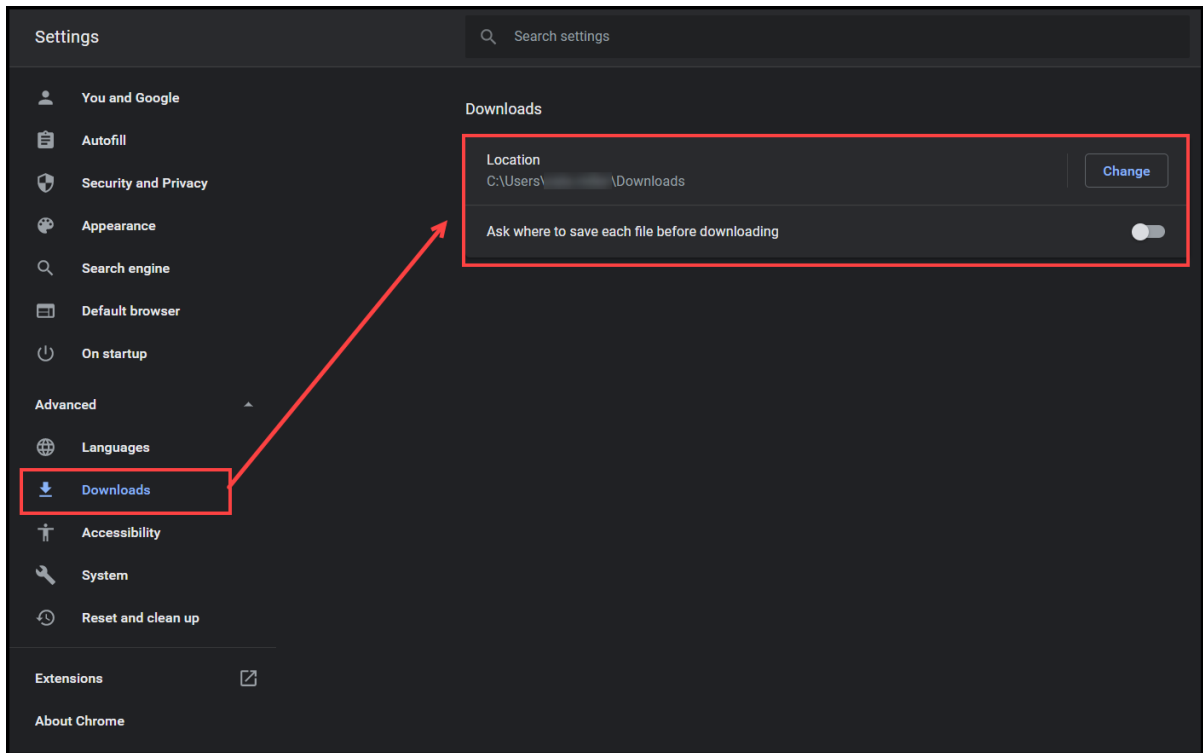 Settings
Search settings
You and Google
Autofill
Security and Privacy
Appearance
Search engine
Default browser
On startup
Advanced
Languages
Downloads
Accessibility
System
Reset and clean up
Extensions
About Chrome
Downloads
Location
C:\Users\ \Downloads
Change
Ask where to save each file before downloading